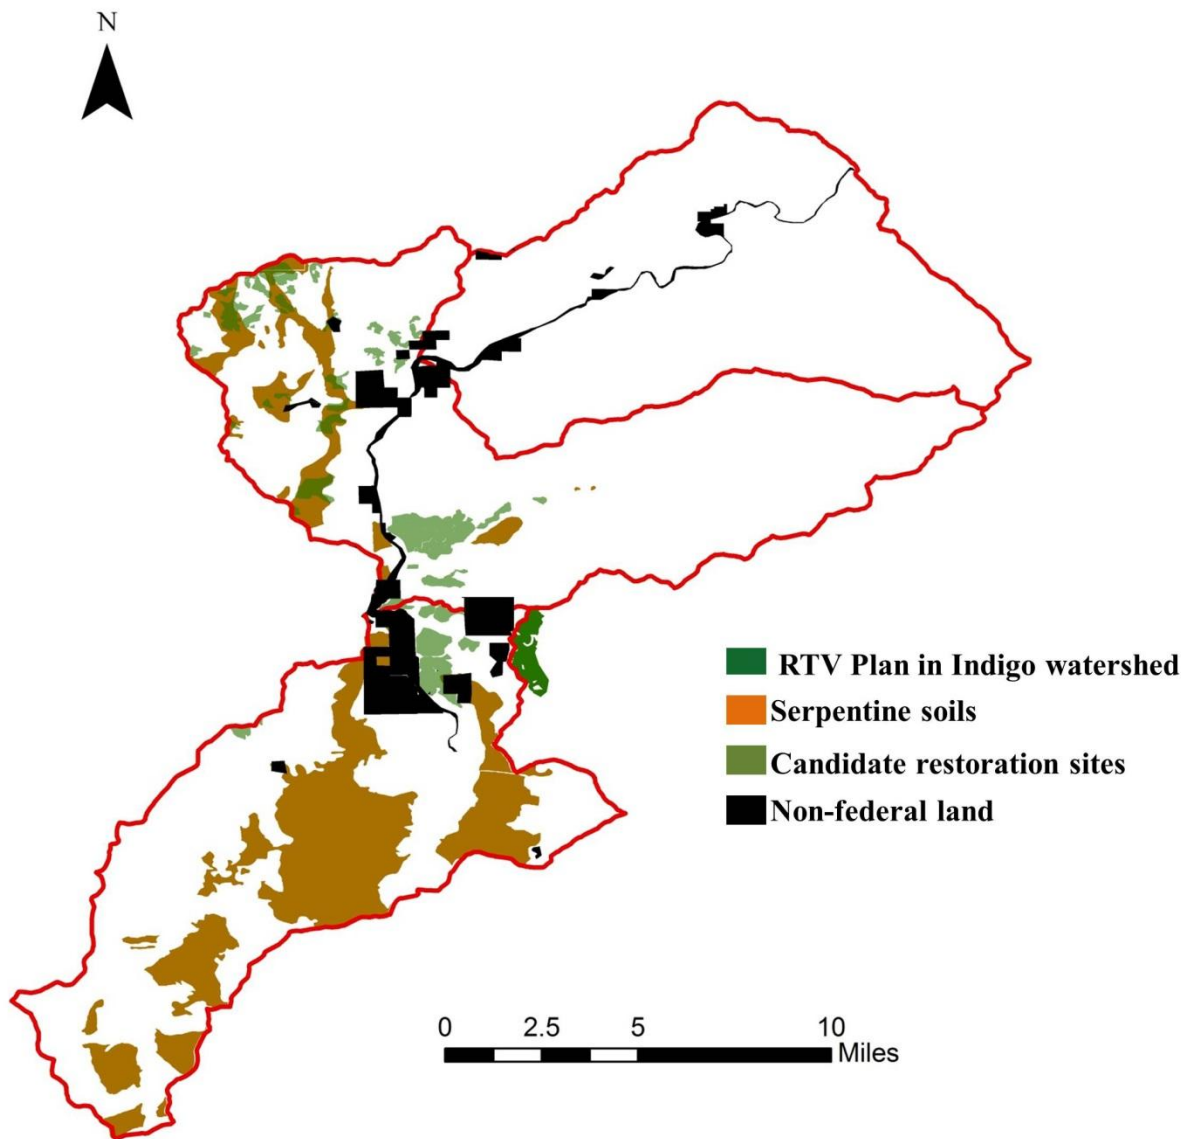 N
RTV Plan in Indigo watershed
Serpentine soils
Candidate restoration sites
Non-federal land
0 2.5 5 10
Miles